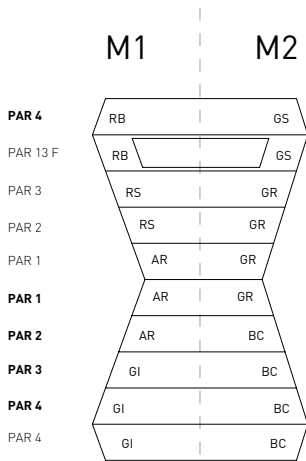 M1 M2
PAR 4 RB GS
PAR 13 F RB GS
PAR 3 RS GR
PAR 2 RS GR
PAR 1 AR GR
PAR 1 AR GR
PAR 2 AR BC
PAR 3 GI BC
PAR 4 GI BC
PAR 4 GI BC